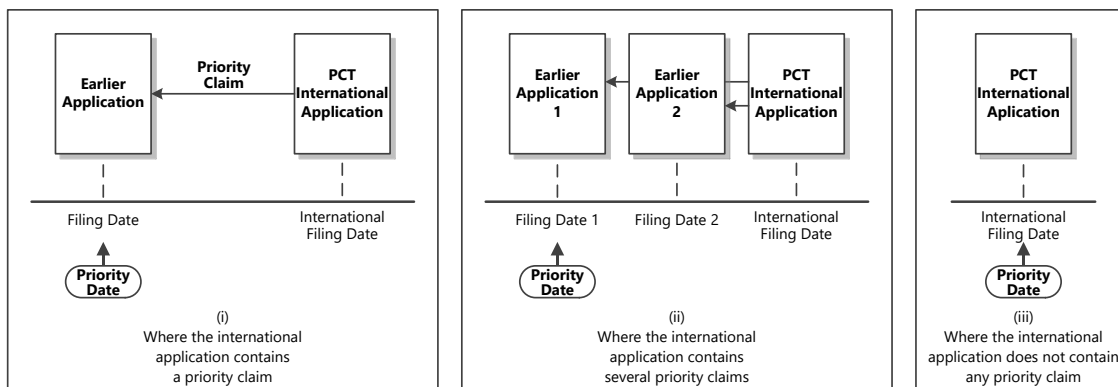 Earlier
Application
Priority
Claim
PCT
International
Application
Filing Date
International
Filing Date
Priority
Date
(i)
Where the international
application contains
a priority claim
Earlier
Application
1
Earlier
Application
2
PCT
International
Application
Filing Date 1
Filing Date 2
International
Filing Date
Priority
Date
(ii)
Where the international
application contains
several priority claims
PCT
International
Aplication
International
Filing Date
Priority
Date
(iii)
Where the international
application does not contain
any priority claim